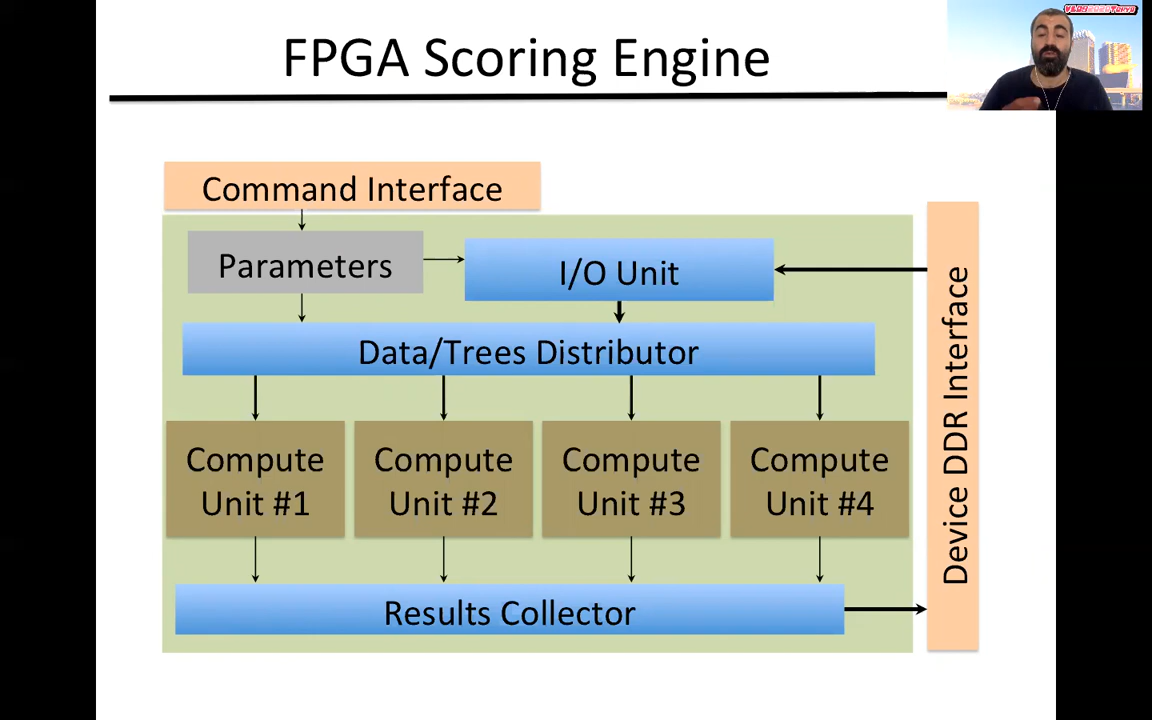 FPGA Scoring Engine
VLDB2020Tokyo
Command Interface
Parameters
I/O Unit
Data/Trees Distributor
Compute
Unit #1
Compute
Unit #2
Compute
Unit #3
Compute
Unit #4
Results Collector
Device DDR Interface